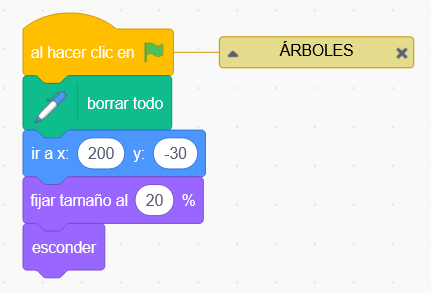 al hacer clic en
ÁRBOLES
borrar todo
ir a x: 200 y: -30
fijar tamaño al 20 %
esconder